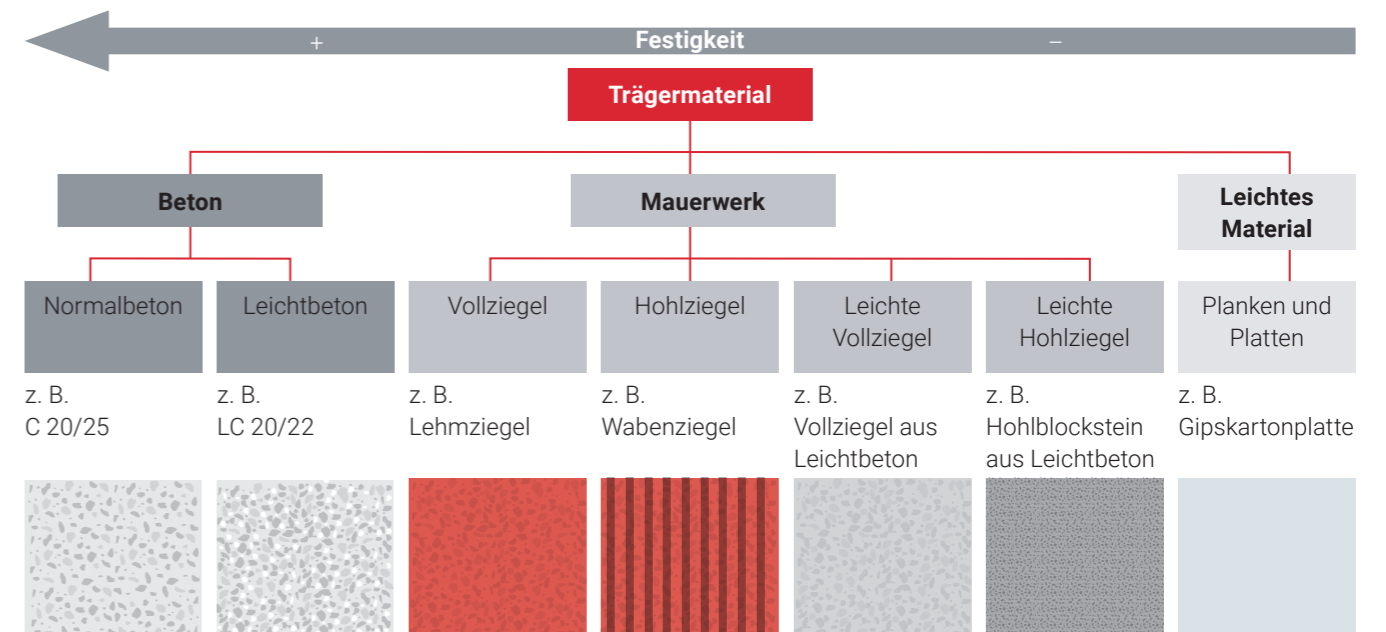 + Festigkeit –
Trägermaterial
Beton
Mauerwerk
Leichtes
Material
Normalbeton
Leichtbeton
Vollziegel
Hohlziegel
Leichte
Vollziegel
Leichte
Hohlziegel
Planken und
Platten
z. B.
C 20/25
z. B.
LC 20/22
z. B.
Lehmziegel
z. B.
Wabenziegel
z. B.
Vollziegel aus
Leichtbeton
z. B.
Hohlblockstein
aus Leichtbeton
z. B.
Gipskartonplatte